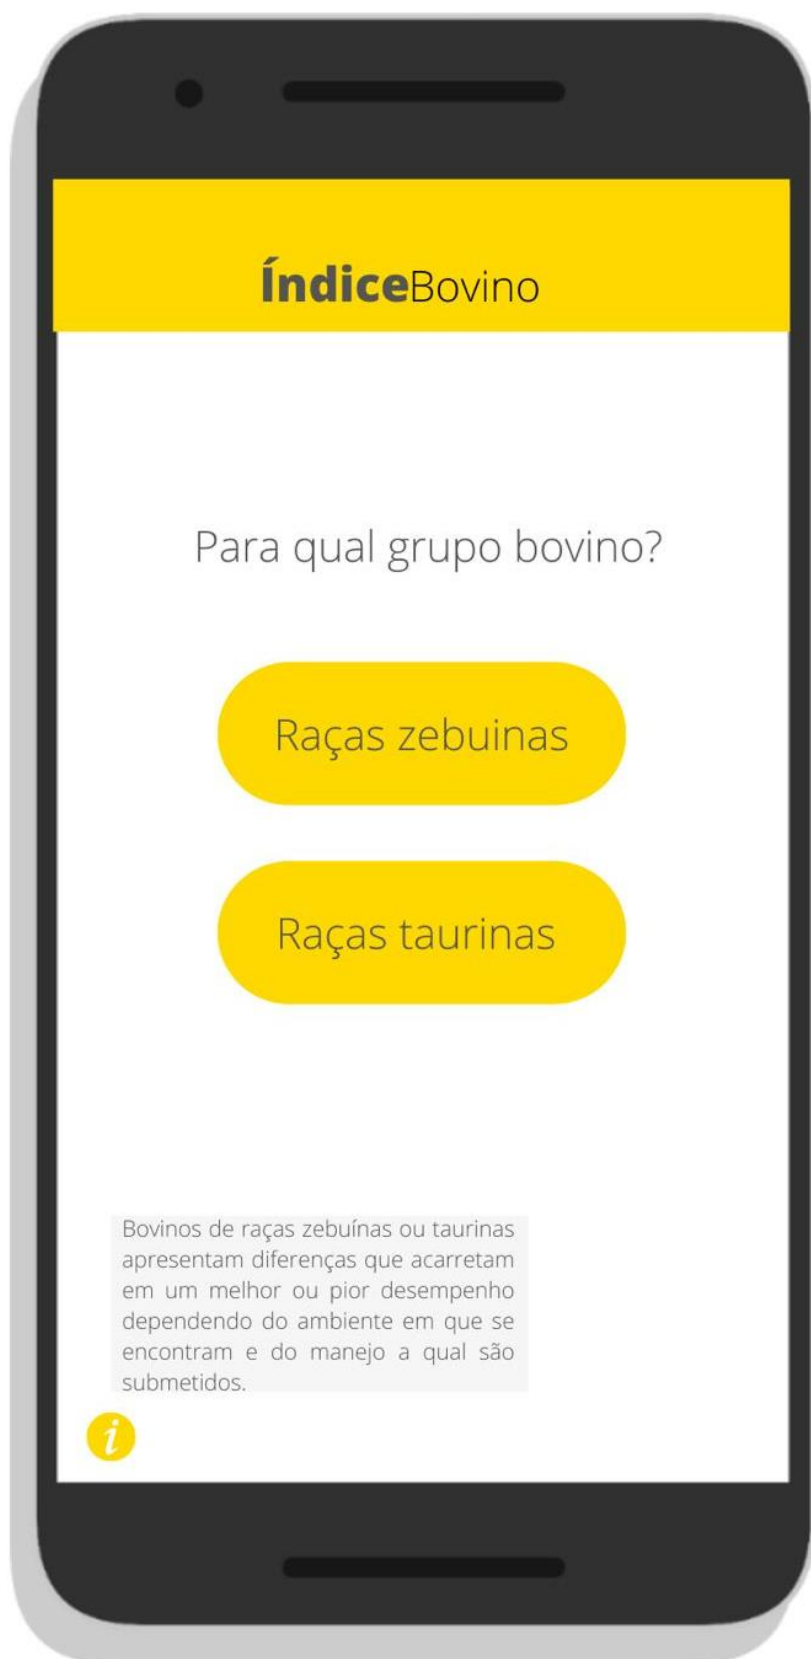 ÍndiceBovino
Para qual grupo bovino?
Raças zebuinas
Raças taurinas
Bovinos de raças zebuínas ou taurinas
apresentam diferenças que acarretam
em um melhor ou pior desempenho
dependendo do ambiente em que se
encontram e do manejo a qual são
submetidos.
i